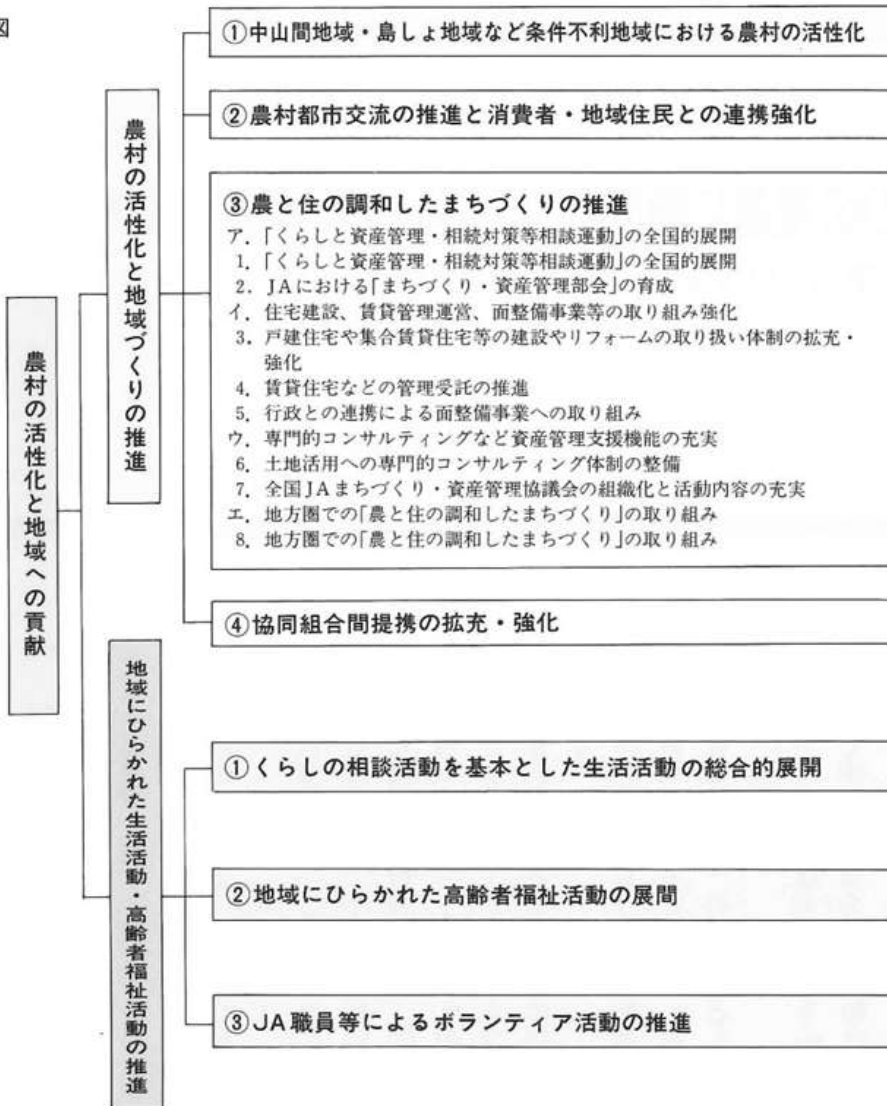 図
農村の活性化と地域への貢献
農村の活性化と地域づくりの推進
①中山間地域・島しょ地域など条件不利地域における農村の活性化
②農村都市交流の推進と消費者・地域住民との連携強化
③農と住の調和したまちづくりの推進
ア．「くらしと資産管理・相続対策等相談運動」の全国的展開
1．「くらしと資産管理・相続対策等相談運動」の全国的展開
2．JAにおける「まちづくり・資産管理部会」の育成
イ．住宅建設、賃貸管理運営、面整備事業等の取り組み強化
3．戸建住宅や集合賃貸住宅等の建設やリフォームの取り扱い体制の拡充・
強化
4．賃貸住宅などの管理受託の推進
5．行政との連携による面整備事業への取り組み
ウ．専門的コンサルティングなど資産管理支援機能の充実
6．土地活用への専門的コンサルティング体制の整備
7．全国JAまちづくり・資産管理協議会の組織化と活動内容の充実
エ．地方圏での「農と住の調和したまちづくり」の取り組み
8．地方圏での「農と住の調和したまちづくり」の取り組み
④協同組合間提携の拡充・強化
地域にひらかれた生活活動・高齢者福祉活動の推進
①くらしの相談活動を基本とした生活活動の総合的展開
②地域にひらかれた高齢者福祉活動の展間
③JA職員等によるボランティア活動の推進